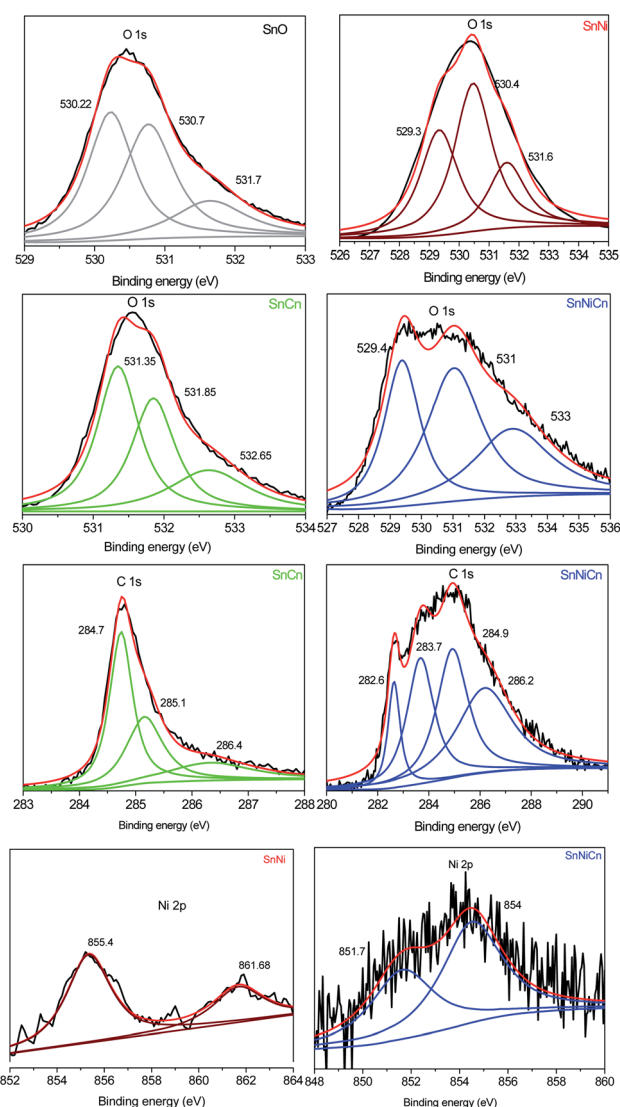 O 1s
SnO
530.22
530.7
531.7
529 530 531 532 533
Binding energy (eV)
O 1s
SnNi
529.3
530.4
531.6
526 527 528 529 530 531 532 533 534 535
Binding energy (eV)
O 1s
SnCn
531.35
531.85
532.65
530 531 532 533 534
Binding energy (eV)
O 1s
SnNiCn
529.4
531
533
527 528 529 530 531 532 533 534 535 536
Binding energy (eV)
C 1s
SnCn
284.7
285.1
286.4
283 284 285 286 287 288
Binding energy (eV)
C 1s
SnNiCn
282.6
283.7
284.9
286.2
280 282 284 286 288 290
Binding energy (eV)
SnNi
Ni 2p
855.4
861.68
852 854 856 858 860 862 864
Binding energy (eV)
Ni 2p
SnNiCn
851.7
854
848 850 852 854 856 858 860
Binding energy (eV)